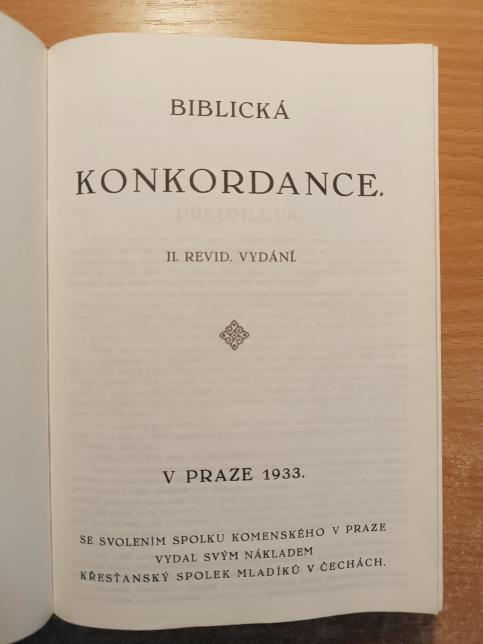 BIBLICKÁ
KONKORDANCE.
PŘEDMLUVA
II. REVID. VYDÁNÍ.
V PRAZE 1933.
SE SVOLENÍM SPOLKU KOMENSKÉHO V PRAZE
VYDAL SVÝM NÁKLADEM
KŘESŤANSKÝ SPOLEK MLADÍKŮ V ČECHÁCH.